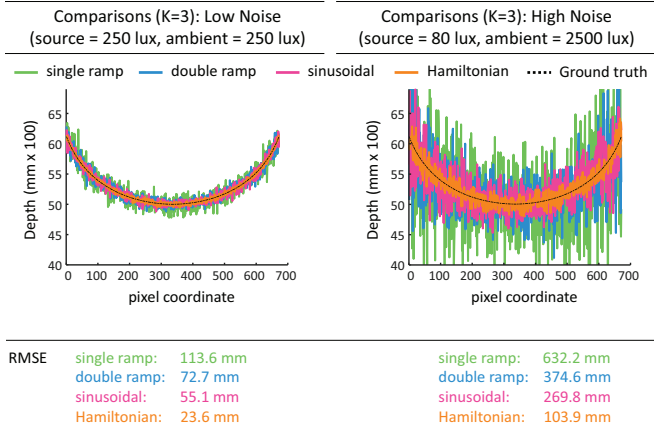 Comparisons (K=3): Low Noise
(source = 250 lux, ambient = 250 lux)
Comparisons (K=3): High Noise
(source = 80 lux, ambient = 2500 lux)
single ramp double ramp sinusoidal Hamiltonian Ground truth
Depth (mm x 100)
65
60
55
50
45
40
0 100 200 300 400 500 600 700
pixel coordinate
Depth (mm x 100)
65
60
55
50
45
40
0 100 200 300 400 500 600 700
pixel coordinate
RMSE
single ramp: 113.6 mm
double ramp: 72.7 mm
sinusoidal: 55.1 mm
Hamiltonian: 23.6 mm
single ramp: 632.2 mm
double ramp: 374.6 mm
sinusoidal: 269.8 mm
Hamiltonian: 103.9 mm